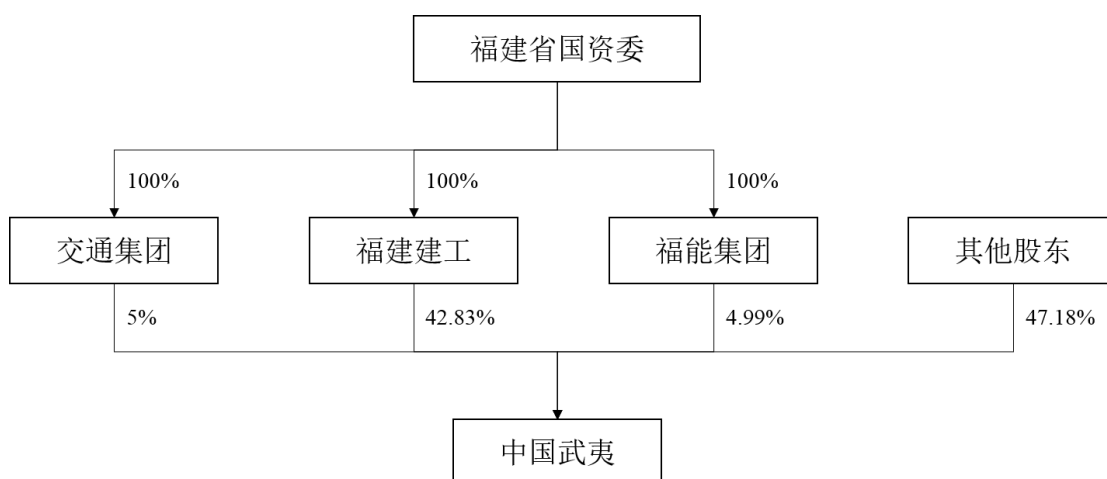 福建省国资委
100%
100%
100%
交通集团
福建建工
福能集团
其他股东
5%
42.83%
4.99%
47.18%
中国武夷